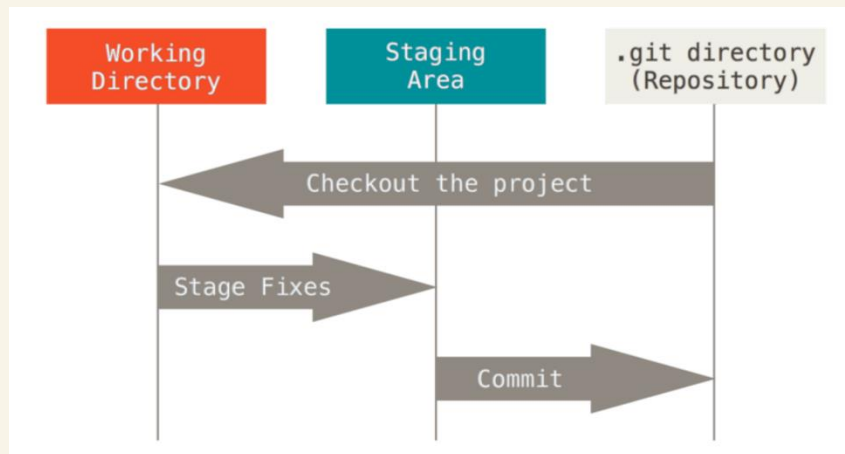 Working
Directory
Staging
Area
.git directory
(Repository)
Checkout the project
Stage Fixes
Commit